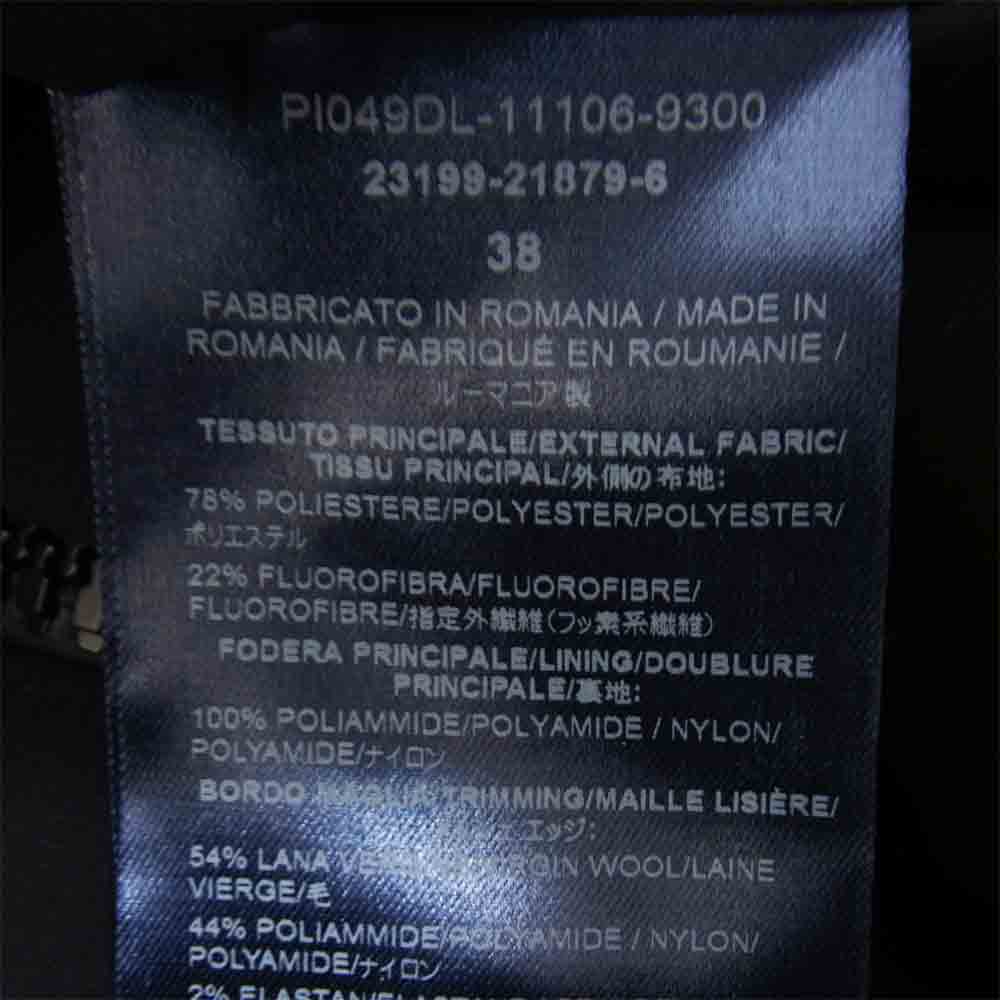 PI049DL-11106-9300
23199-21879-6
38
FABBRICATO IN ROMANIA / MADE IN
ROMANIA / FABRIQUÉ EN ROUMANIE /
ルーマニア製
TESSUTO PRINCIPALE/EXTERNAL FABRIC/
TISSU PRINCIPAL/外側の布地:
78% POLIESTERE/POLYESTER/POLYESTER/
ポリエステル
22% FLUOROFIBRA/FLUOROFIBRE/
FLUOROFIBRE/指定外繊維(フッ素系繊維)
FODERA PRINCIPALE/LINING/DOUBLURE
PRINCIPALE/裏地:
100% POLIAMMIDE/POLYAMIDE / NYLON/
POLYAMIDE/ナイロン
BORDO MAGLIA/TRIMMING/MAILLE LISIÈRE/
エッジ:
54% LANA VIRGIN WOOL/LAINE
VIERGE/毛
44% POLIAMMIDE/POLYAMIDE / NYLON/
POLYAMIDE/ナイロン
2%